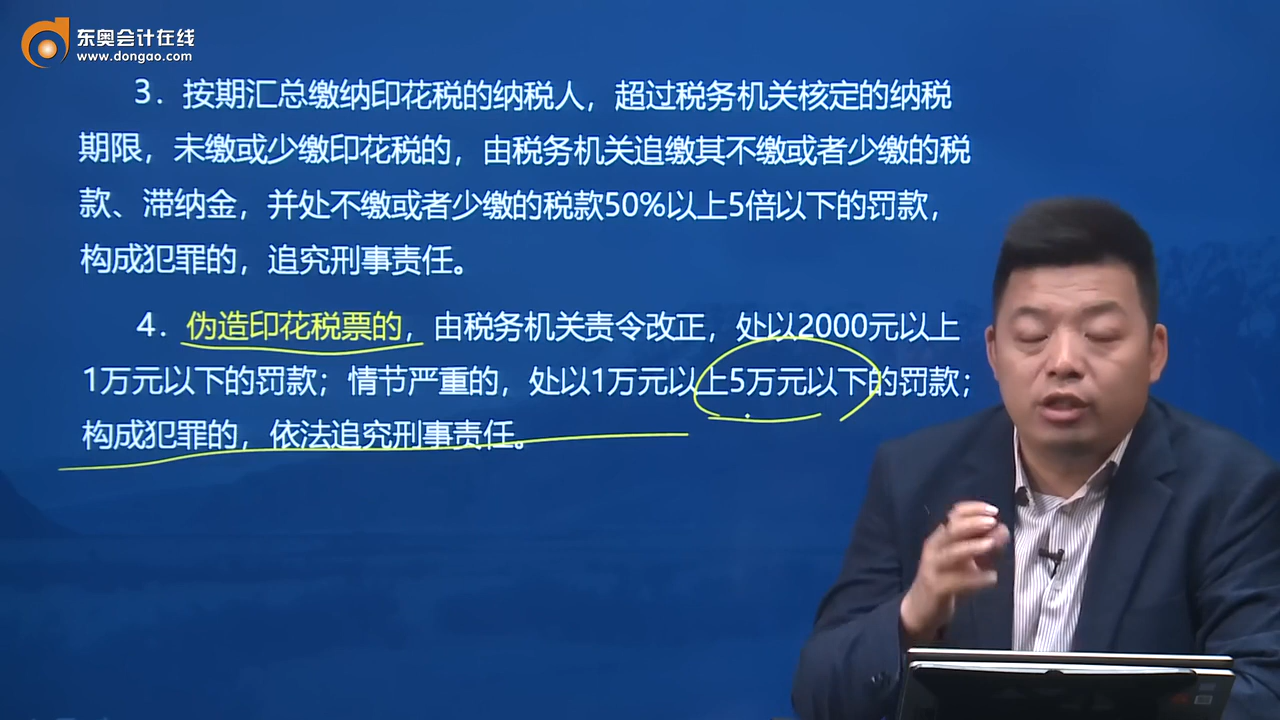 东奥会计在线
www.dongao.com
3．按期汇总缴纳印花税的纳税人，超过税务机关核定的纳税
期限，未缴或少缴印花税的，由税务机关追缴其不缴或者少缴的税
款、滞纳金，并处不缴或者少缴的税款50%以上5倍以下的罚款，
构成犯罪的，追究刑事责任。
4．伪造印花税票的，由税务机关责令改正，处以2000元以上
1万元以下的罚款；情节严重的，处以1万元以上5万元以下的罚款；
构成犯罪的，依法追究刑事责任。